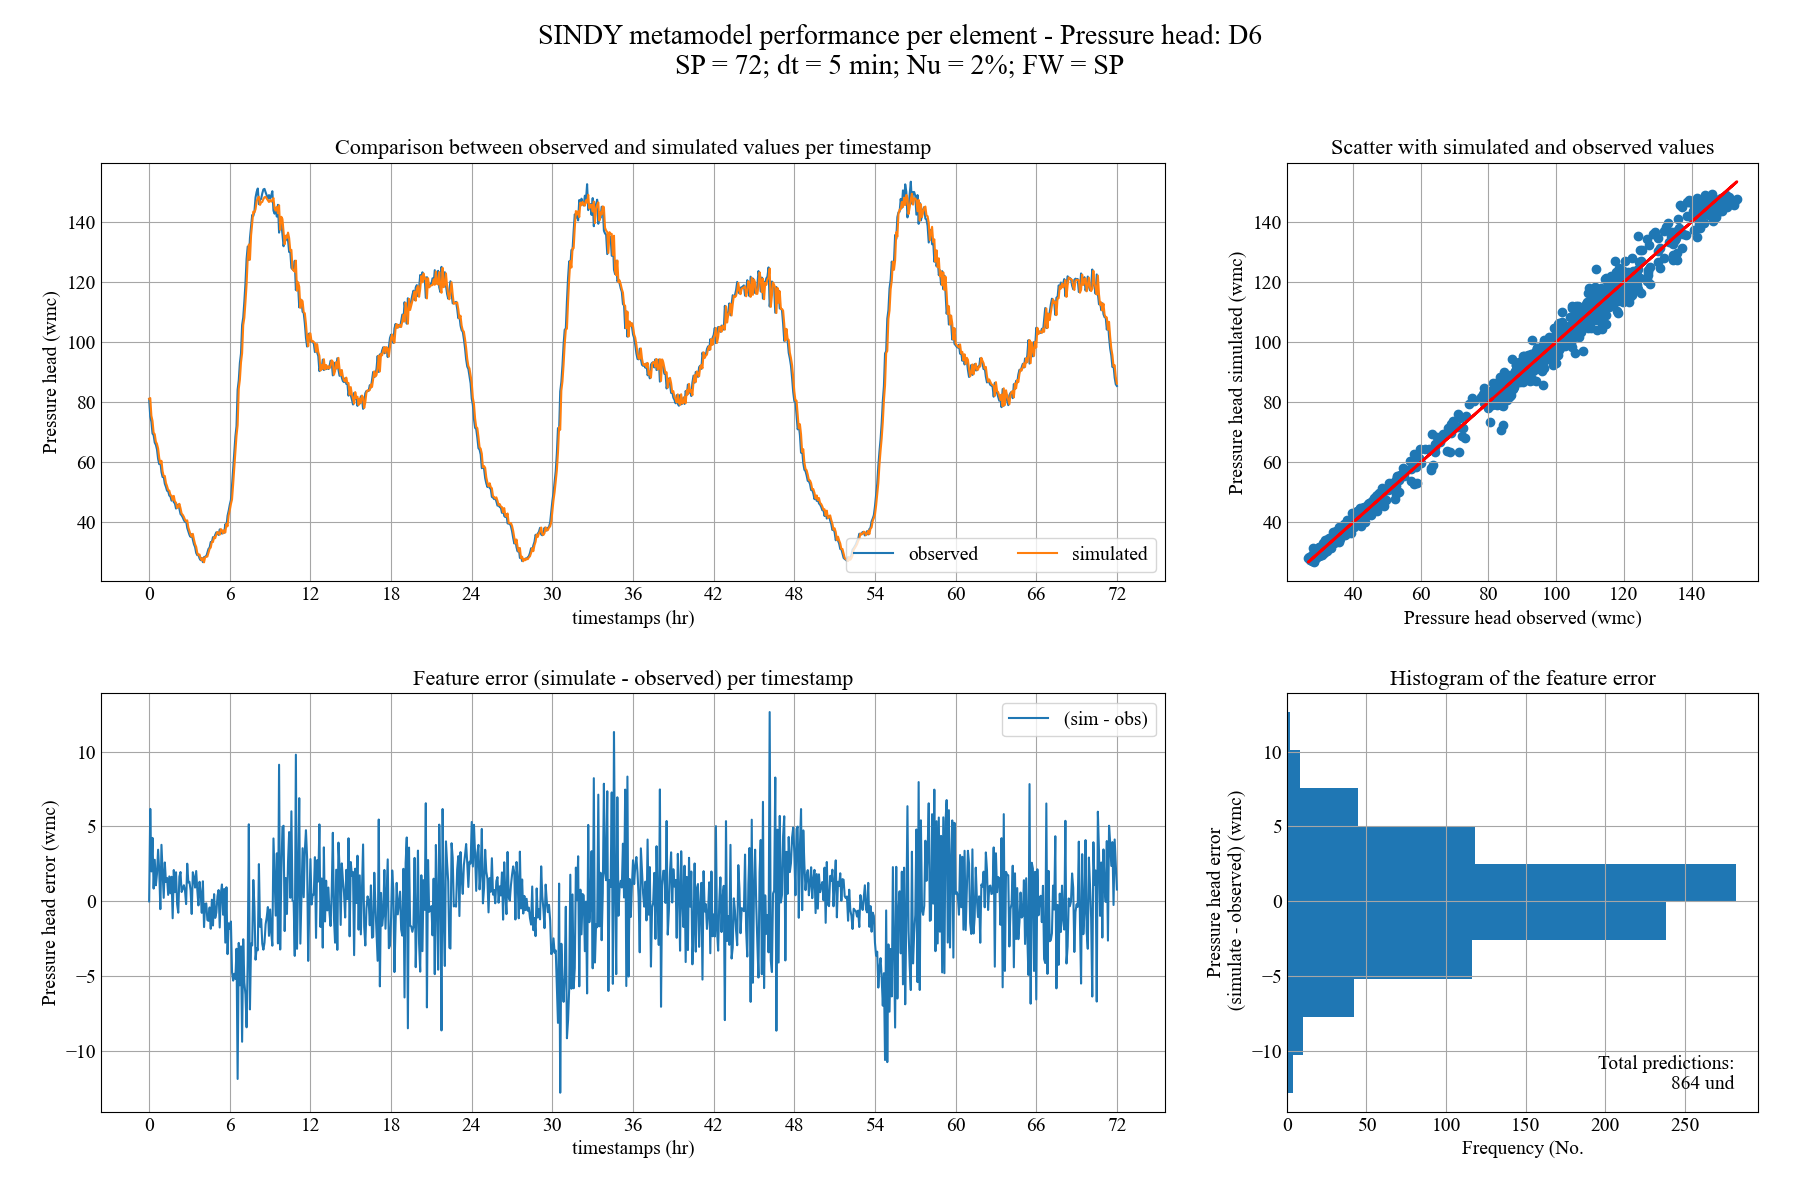 SINDY metamodel performance per element - Pressure head: D6
SP = 72; dt = 5 min; Nu = 2%; FW = SP
Comparison between observed and simulated values per timestamp
Pressure head (wmc)
140
120
100
80
60
40
observed
simulated
0 6 12 18 24 30 36 42 48 54 60 66 72
timestamps (hr)
Scatter with simulated and observed values
Pressure head simulated (wmc)
140
120
100
80
60
40
40 60 80 100 120 140
Pressure head observed (wmc)
Feature error (simulate - observed) per timestamp
Pressure head error (wmc)
10
5
0
−5
−10
(sim - obs)
0 6 12 18 24 30 36 42 48 54 60 66 72
timestamps (hr)
Histogram of the feature error
Pressure head error
(simulate - observed) (wmc)
10
5
0
−5
−10
Total predictions:
864 und
0 50 100 150 200 250
Frequency (No.